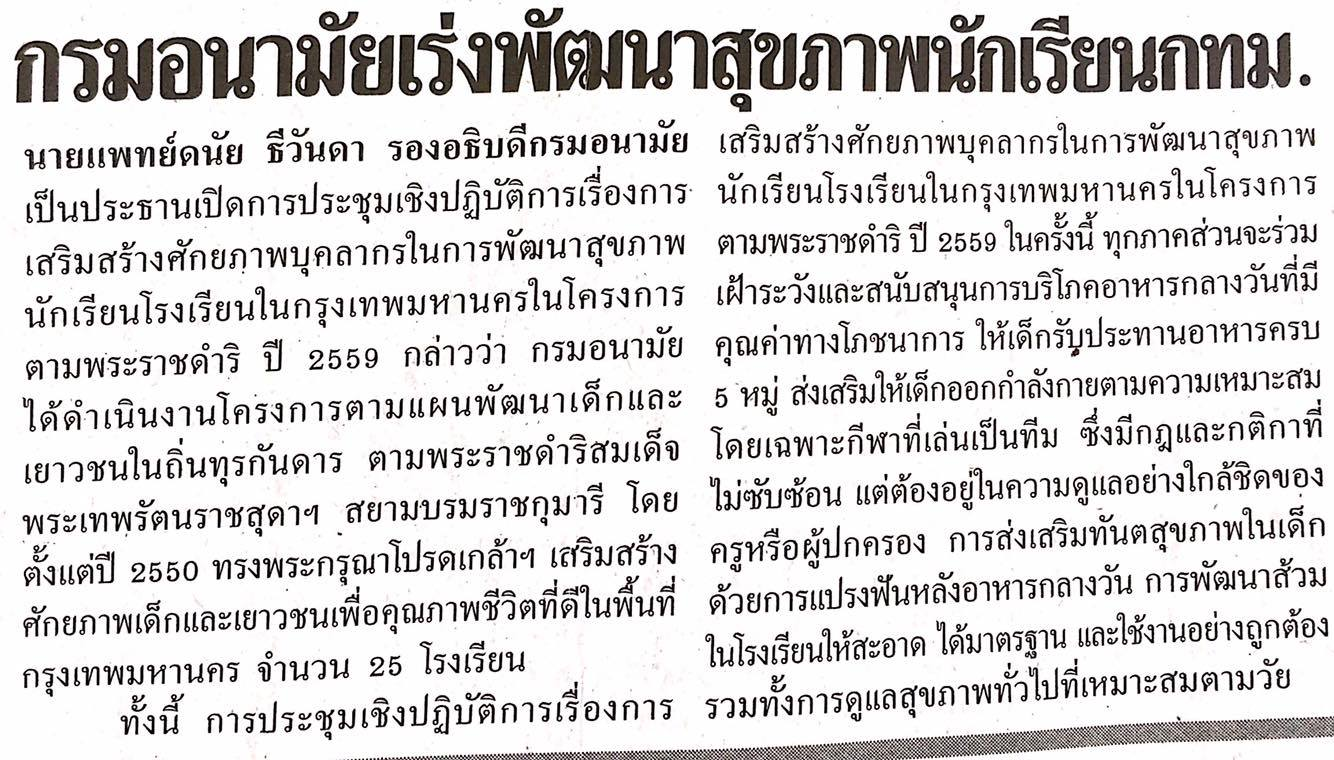 กรมอนามัยเร่งพัฒนาสุขภาพนักเรียนกทม.
นายแพทย์ดนัย ธีวันดา รองอธิบดีกรมอนามัย
เป็นประธานเปิดการประชุมเชิงปฏิบัติการเรื่องการ
เสริมสร้างศักยภาพบุคลากรในการพัฒนาสุขภาพ
นักเรียนโรงเรียนในกรุงเทพมหานครในโครงการ
ตามพระราชดำริ ปี 2559 กล่าวว่า กรมอนามัย
ได้ดำเนินงานโครงการตามแผนพัฒนาเด็กและ
เยาวชนในถิ่นทุรกันดาร ตามพระราชดำริสมเด็จ
พระเทพรัตนราชสุดาฯ สยามบรมราชกุมารี โดย
ตั้งแต่ปี 2550 ทรงพระกรุณาโปรดเกล้าฯ เสริมสร้าง
ศักยภาพเด็กและเยาวชนเพื่อคุณภาพชีวิตที่ดีในพื้นที่
กรุงเทพมหานคร จำนวน 25 โรงเรียน
ทั้งนี้ การประชุมเชิงปฏิบัติการเรื่องการ
เสริมสร้างศักยภาพบุคลากรในการพัฒนาสุขภาพ
นักเรียนโรงเรียนในกรุงเทพมหานครในโครงการ
ตามพระราชดำริ ปี 2559 ในครั้งนี้ ทุกภาคส่วนจะร่วม
เฝ้าระวังและสนับสนุนการบริโภคอาหารกลางวันที่มี
คุณค่าทางโภชนาการ ให้เด็กรับประทานอาหารครบ
5 หมู่ ส่งเสริมให้เด็กออกกำลังกายตามความเหมาะสม
โดยเฉพาะกีฬาที่เล่นเป็นทีม ซึ่งมีกฎและกติกาที่
ไม่ซับซ้อน แต่ต้องอยู่ในความดูแลอย่างใกล้ชิดของ
ครูหรือผู้ปกครอง การส่งเสริมทันตสุขภาพในเด็ก
ด้วยการแปรงฟันหลังอาหารกลางวัน การพัฒนาส้วม
ในโรงเรียนให้สะอาด ได้มาตรฐาน และใช้งานอย่างถูกต้อง
รวมทั้งการดูแลสุขภาพทั่วไปที่เหมาะสมตามวัย